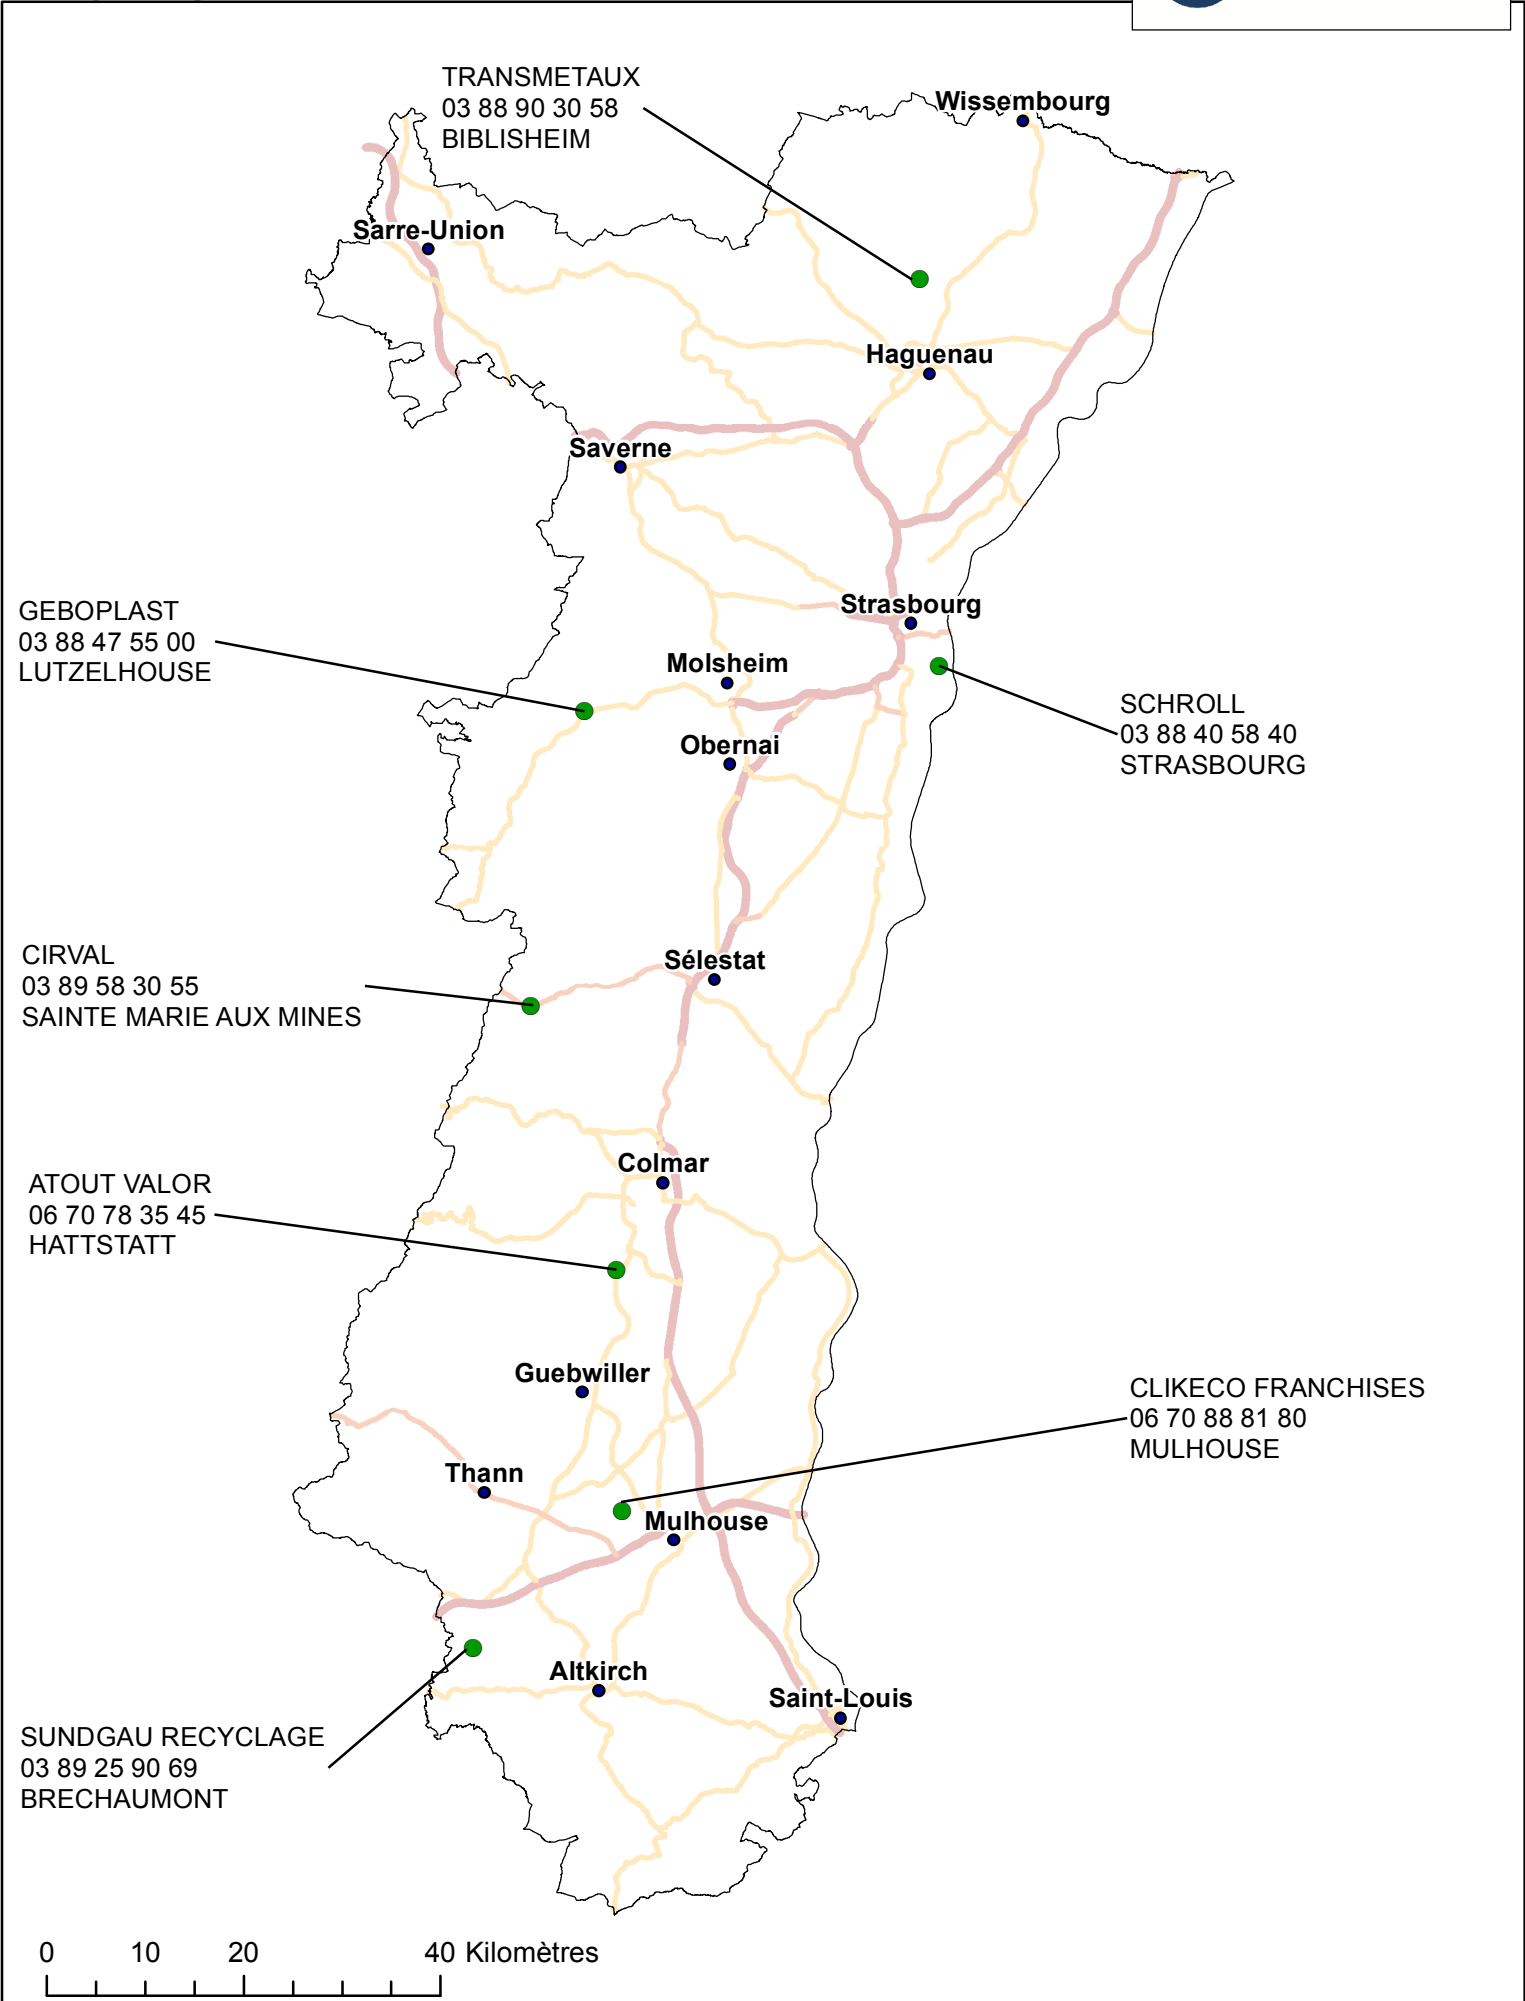 TRANSMETAUX
03 88 90 30 58
BIBLISHEIM
Wissembourg
Sarre-Union
Haguenau
Saverne
GEBOPLAST
03 88 47 55 00
LUTZELHOUSE
Strasbourg
Molsheim
SCHROLL
03 88 40 58 40
STRASBOURG
Obernai
CIRVAL
03 89 58 30 55
SAINTE MARIE AUX MINES
Sélestat
Colmar
ATOUT VALOR
06 70 78 35 45
HATTSTATT
Guebwiller
CLIKECO FRANCHISES
06 70 88 81 80
MULHOUSE
Thann
Mulhouse
Altkirch
Saint-Louis
SUNDGAU RECYCLAGE
03 89 25 90 69
BRECHAUMONT
0 10 20 40 Kilomètres